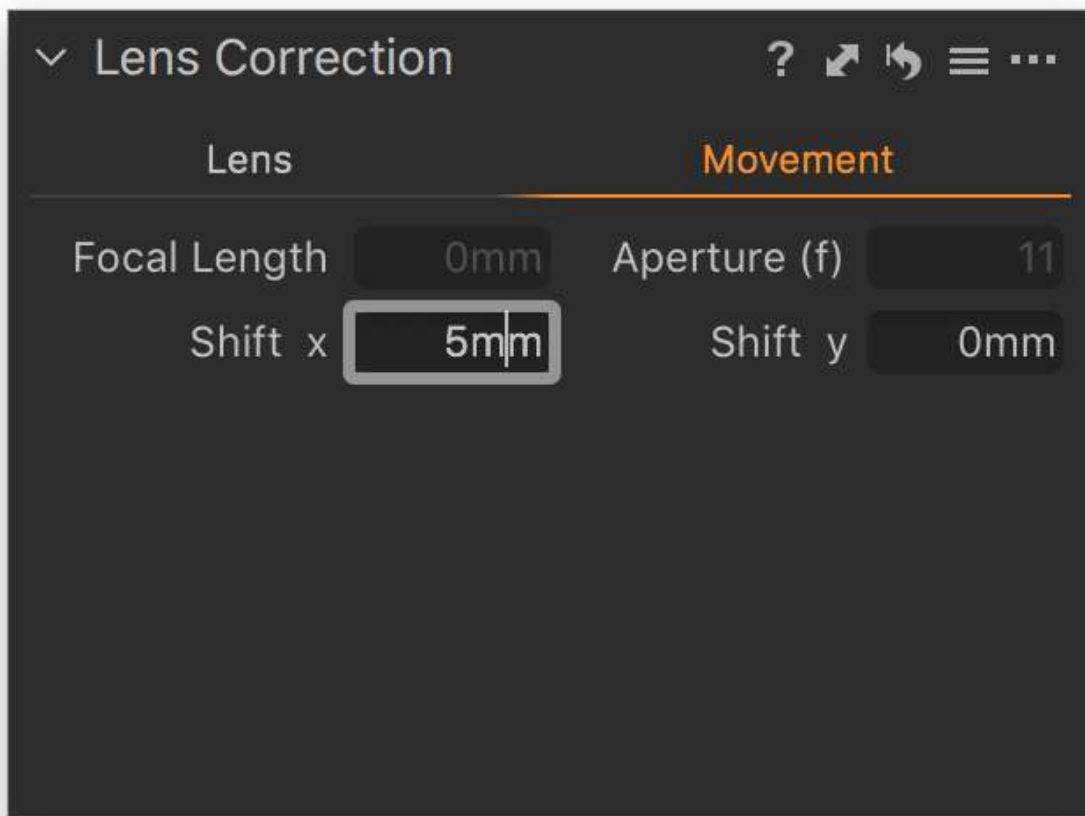 Lens Correction ?
Lens Movement
Focal Length 0mm Aperture (f) 11
Shift x 5mm Shift y 0mm